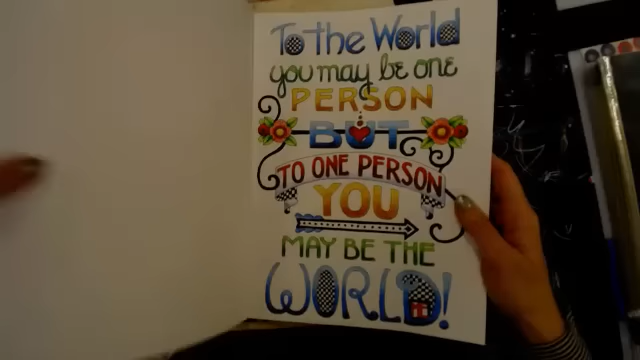 To the World
you may be one
PERSON
BUT
TO ONE PERSON
YOU
MAY BE THE
WORLD!